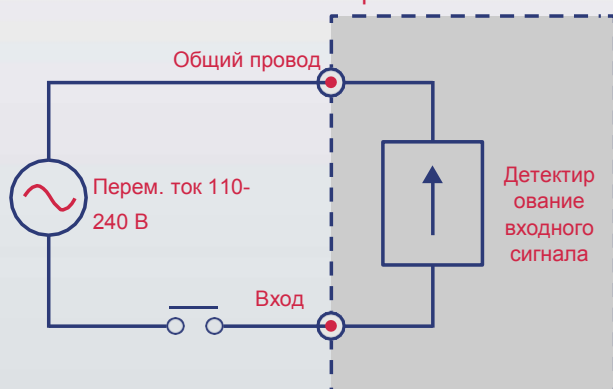 Общий провод
Перем. ток 110-
240 В
Детектир
ование
входного
сигнала
Вход